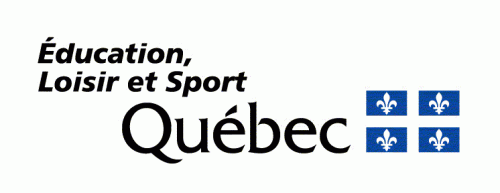 Éducation,
Loisir et Sport
Québec